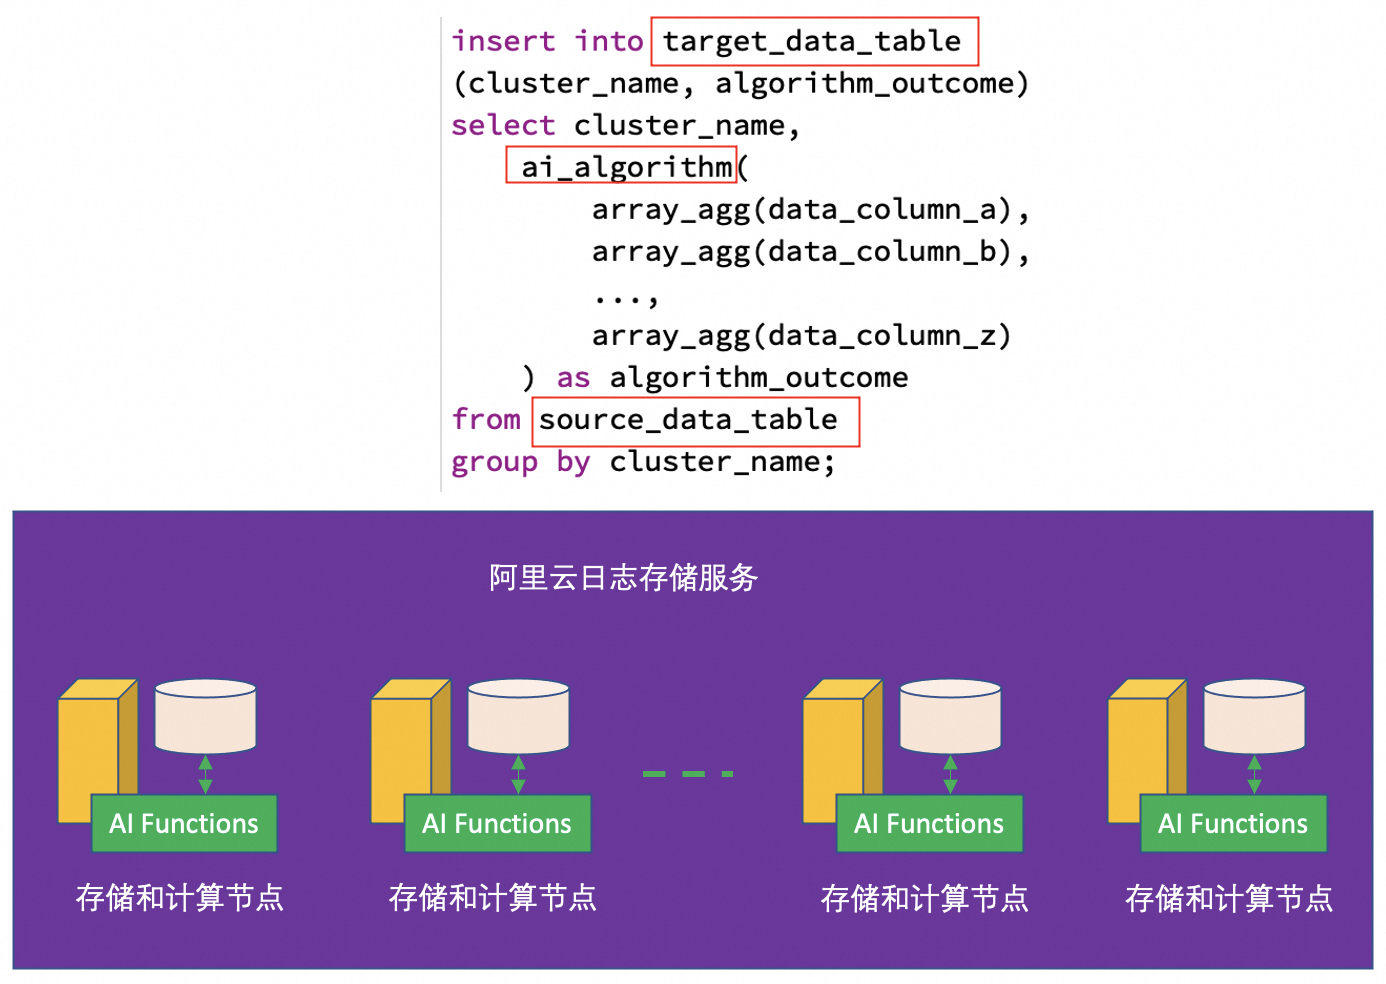 insert into target_data_table
(cluster_name, algorithm_outcome)
select cluster_name,
ai_algorithm(
array_agg(data_column_a),
array_agg(data_column_b),
...,
array_agg(data_column_z)
) as algorithm_outcome
from source_data_table
group by cluster_name;
阿里云日志存储服务
AI Functions
AI Functions
AI Functions
AI Functions
存储和计算节点
存储和计算节点
存储和计算节点
存储和计算节点